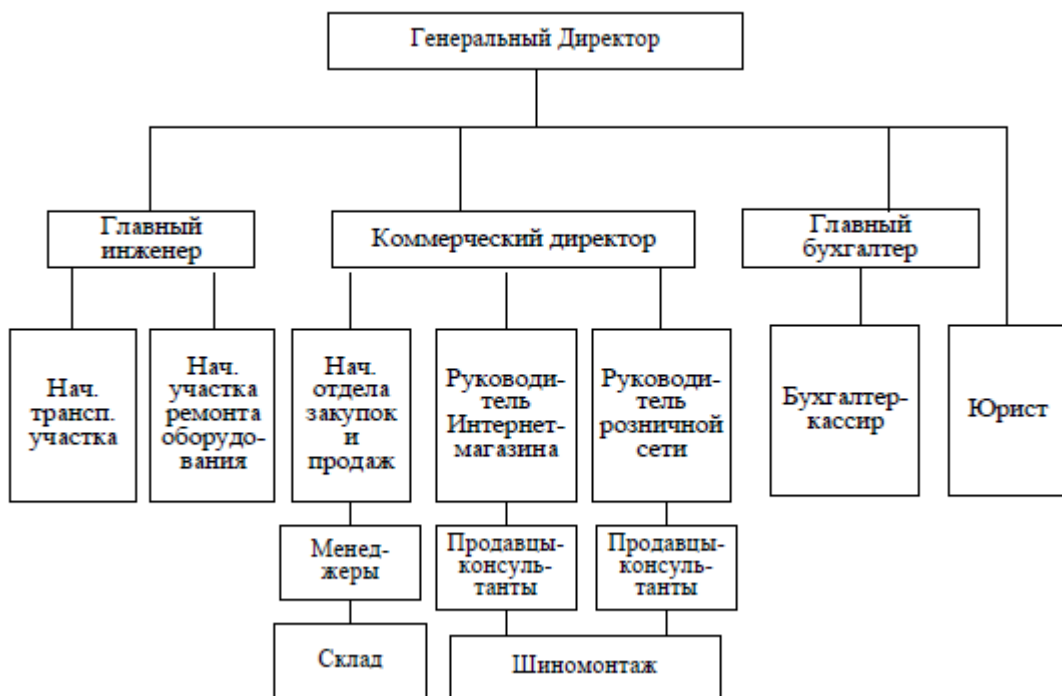 Генеральный Директор
Главный
инженер
Коммерческий директор
Главный
бухгалтер
Нач.
трансп.
участка
Нач.
участка
ремонта
оборудо-
вания
Нач.
отдела
закупок
и
продаж
Руководи-
тель
Интернет-
магазина
Руководи-
тель
розничной
сети
Бухгалтер-
кассир
Юрист
Менед-
жеры
Продавцы-
консуль-
танты
Продавцы-
консуль-
танты
Склад
Шиномонтаж